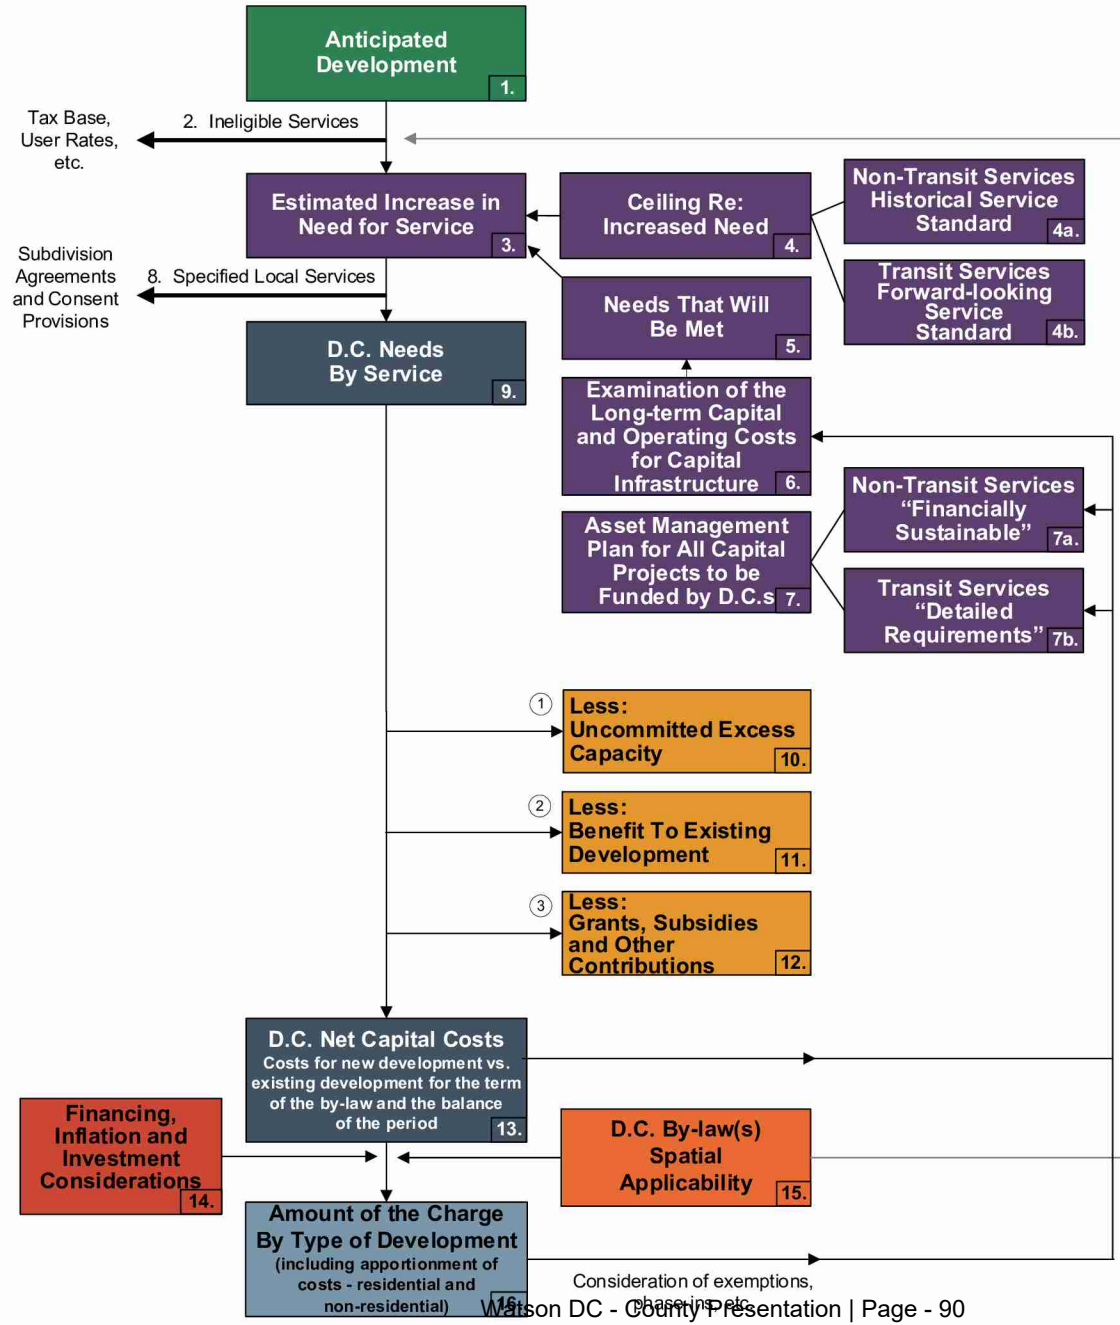 Anticipated
Development
1.
Tax Base,
User Rates,
etc.
2.  Ineligible Services
Estimated Increase in
Need for Service
3.
Ceiling Re:
Increased Need
4.
Non-Transit Services
Historical Service
Standard
4a.
Transit Services
Forward-looking
Service
Standard
4b.
Subdivision
Agreements
and Consent
Provisions
8.  Specified Local Services
Needs That Will
Be Met
5.
D.C. Needs
By Service
9.
Examination of the
Long-term Capital
and Operating Costs
for Capital
Infrastructure
6.
Asset Management
Plan for All Capital
Projects to be
Funded by D.C.s
7.
Non-Transit Services
“Financially
Sustainable”
7a.
Transit Services
“Detailed
Requirements”
7b.
1
Less:
Uncommitted Excess
Capacity
10.
2
Less:
Benefit To Existing
Development
11.
3
Less:
Grants, Subsidies
and Other
Contributions
12.
D.C. Net Capital Costs
Costs for new development vs.
existing development for the term
of the by-law and the balance
of the period
13.
Financing,
Inflation and
Investment
Considerations
14.
D.C. By-law(s)
Spatial
Applicability
15.
Amount of the Charge
By Type of Development
(including apportionment of
costs - residential and
non-residential)
16.
Consideration of exemptions,
phase-ins, etc.
Watson DC - County Presentation | Page - 90